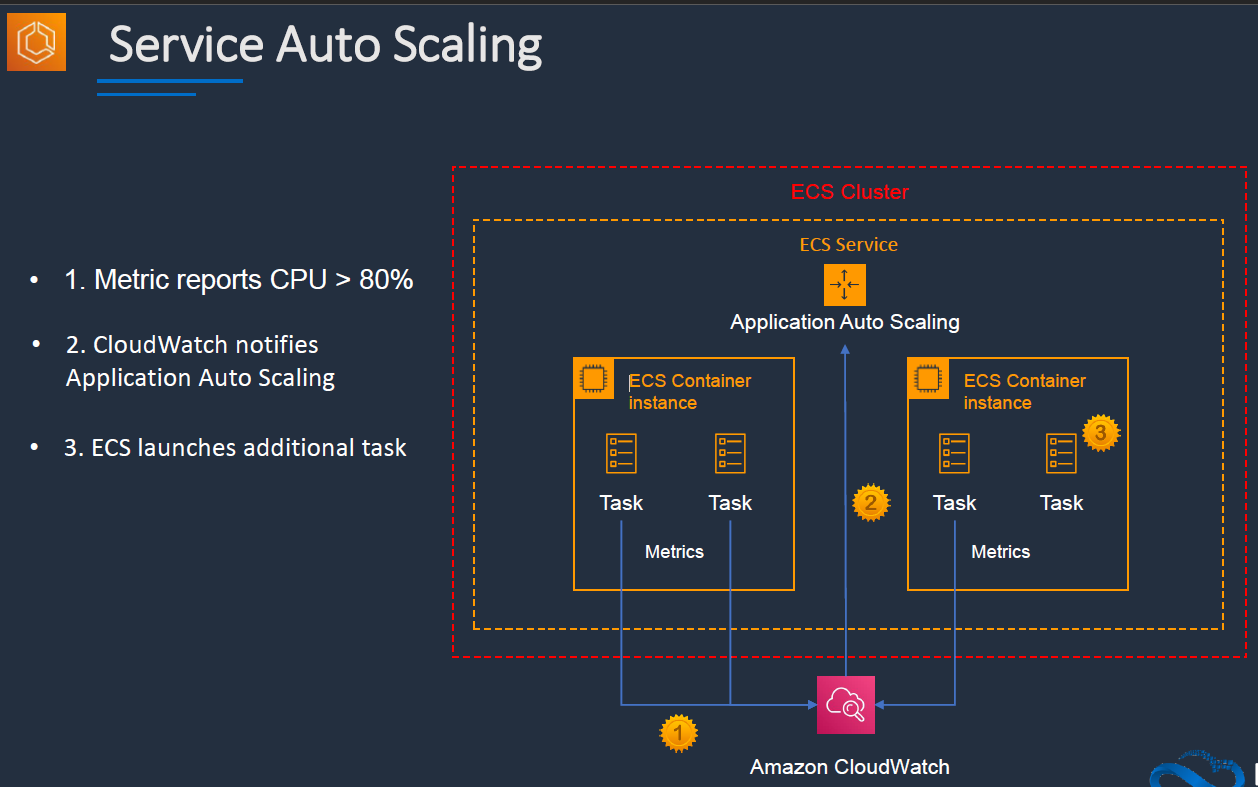 Service Auto Scaling
• 1. Metric reports CPU > 80%
• 2. CloudWatch notifies
Application Auto Scaling
• 3. ECS launches additional task
ECS Cluster
ECS Service
Application Auto Scaling
ECS Container
instance
Task
Task
Metrics
ECS Container
instance
3
Task
Task
Metrics
2
1
Amazon CloudWatch